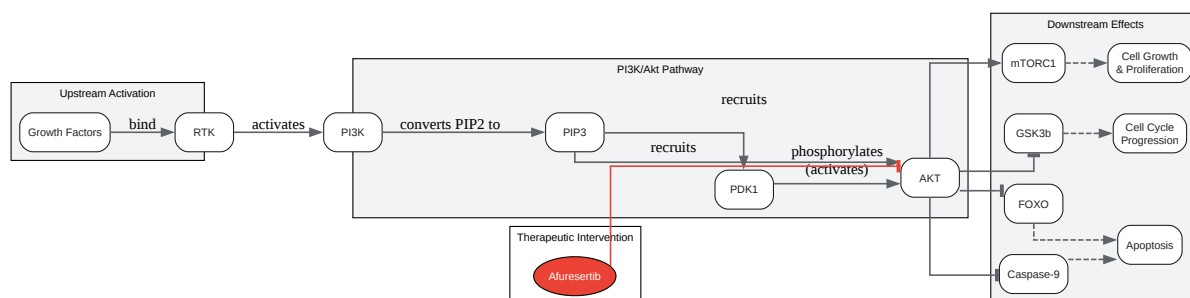 Upstream Activation
Growth Factors
bind
RTK
activates
PI3K/Akt Pathway
PI3K
converts PIP2 to
PIP3
recruits
recruits
PDK1
phosphorylates
(activates)
AKT
Therapeutic Intervention
Afuresertib
Downstream Effects
mTORC1
Cell Growth
& Proliferation
GSK3b
Cell Cycle
Progression
FOXO
Apoptosis
Caspase-9